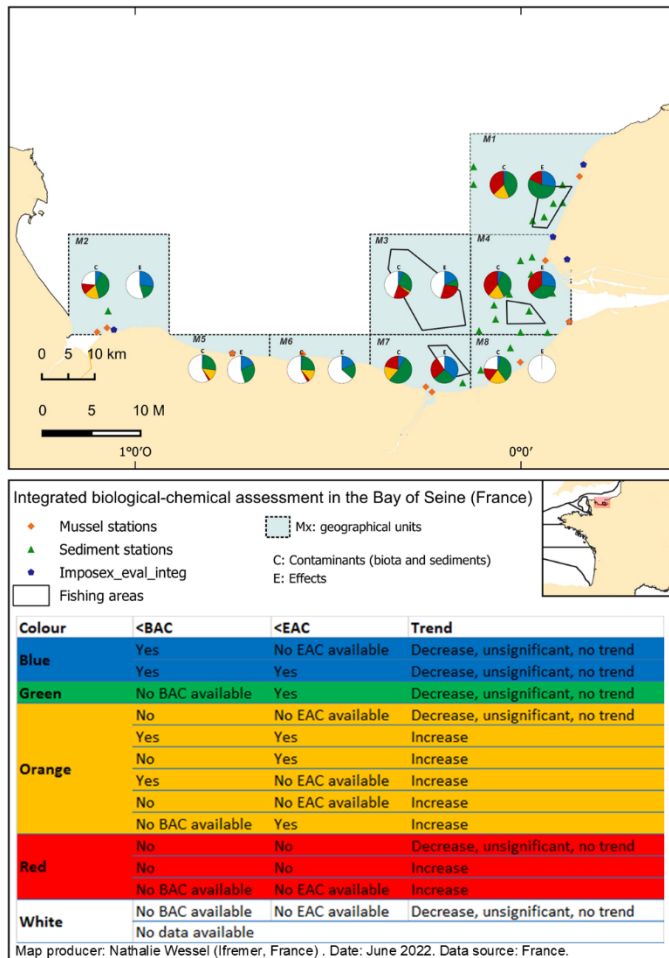 M1
C E
M2
M3
M4
C E
C E
C E
M5
M6
M7
M8
C E
C E
C E
C E
0 5 10 km
0 5 10 M
1°0′
0°0′
Integrated biological-chemical assessment in the Bay of Seine (France)
Mussel stations
Sediment stations
Imposex_eval_integ
Fishing areas
Mx: geographical units
C: Contaminants (biota and sediments)
E: Effects
Colour <BAC <EAC Trend
Blue
Yes No EAC available Decrease, unsignificant, no trend
Yes Yes Decrease, unsignificant, no trend
Green No BAC available Yes Decrease, unsignificant, no trend
Orange
No No EAC available Decrease, unsignificant, no trend
Yes Yes Increase
No Yes Increase
Yes No EAC available Increase
No No EAC available Increase
No BAC available Yes Increase
Red
No No Decrease, unsignificant, no trend
No No Increase
No BAC available No EAC available Increase
White
No BAC available No EAC available Decrease, unsignificant, no trend
No data available
Map producer: Nathalie Wessel (Ifremer, France) . Date: June 2022. Data source: France.